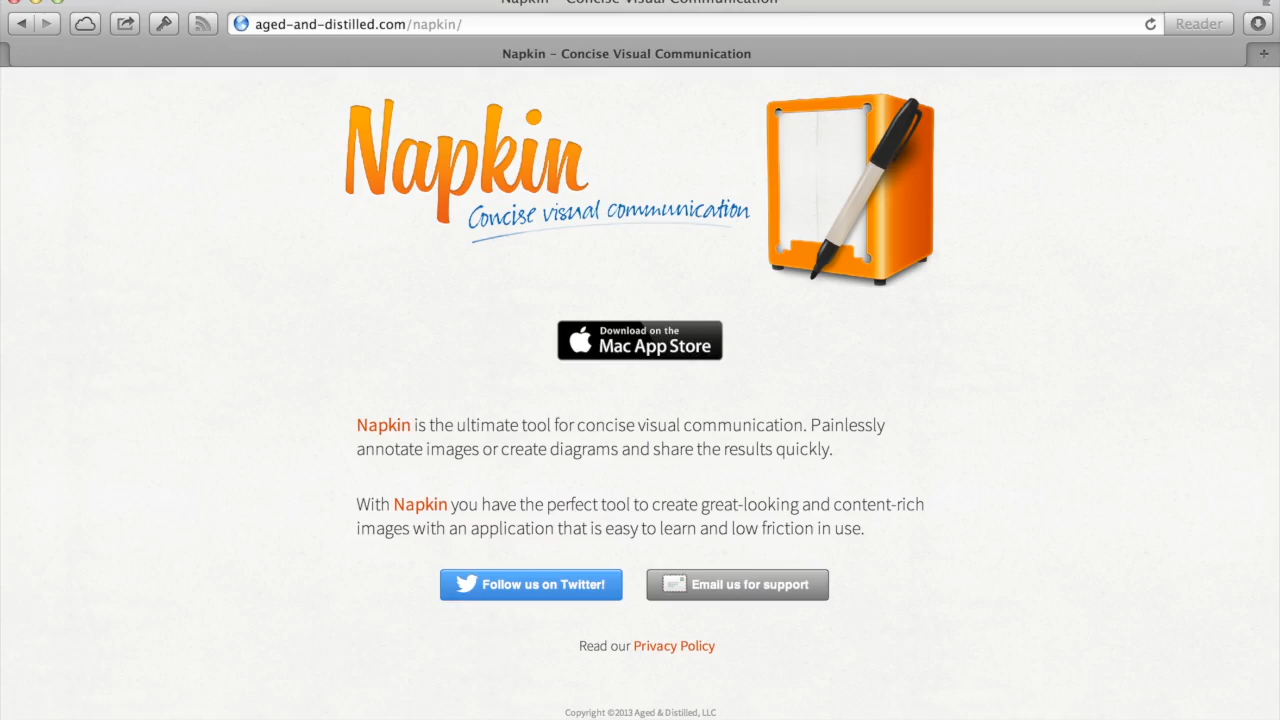 Napkin – Concise Visual Communication
aged-and-distilled.com/napkin/
Reader
Napkin – Concise Visual Communication
Napkin
Concise visual communication
Download on the
Mac App Store
Napkin is the ultimate tool for concise visual communication. Painlessly
annotate images or create diagrams and share the results quickly.
With Napkin you have the perfect tool to create great-looking and content-rich
images with an application that is easy to learn and low friction in use.
Follow us on Twitter!
Email us for support
Read our Privacy Policy
Copyright ©2013 Aged & Distilled, LLC